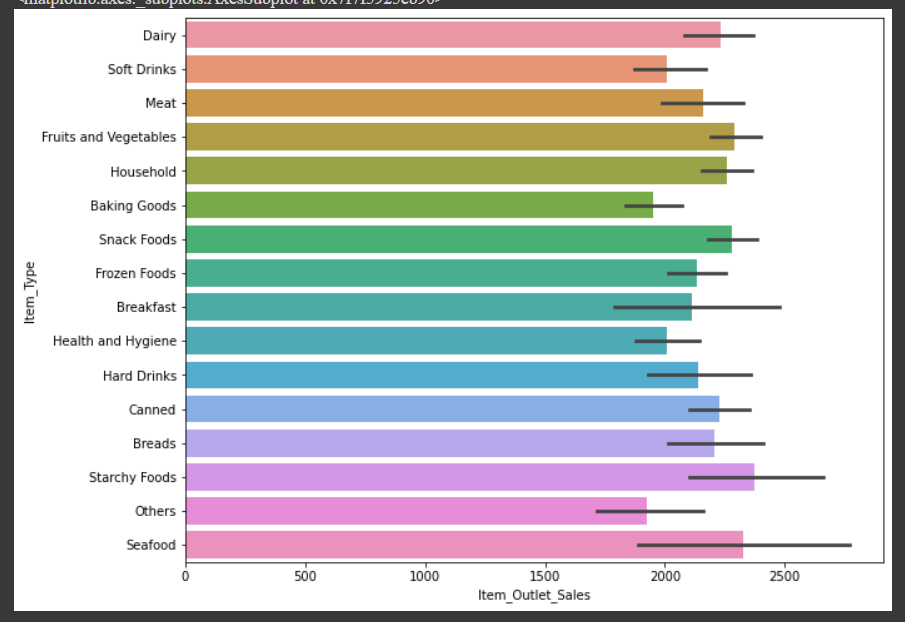 Dairy
Soft Drinks
Meat
Fruits and Vegetables
Household
Baking Goods
Snack Foods
Frozen Foods
Breakfast
Health and Hygiene
Hard Drinks
Canned
Breads
Starchy Foods
Others
Seafood
Item_Type
0 500 1000 1500 2000 2500
Item_Outlet_Sales